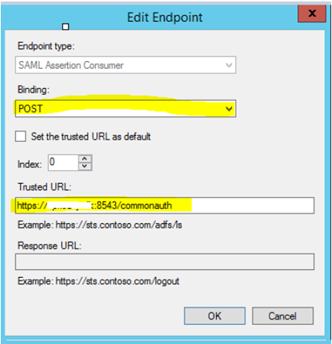 Edit Endpoint
x
Endpoint type:
SAML Assertion Consumer
Binding:
POST
Set the trusted URL as default
Index: 0
Trusted URL:
https:// :8543/commonauth
Example: https://sts.contoso.com/adfs/ls
Response URL:
Example: https://sts.contoso.com/logout
OK Cancel